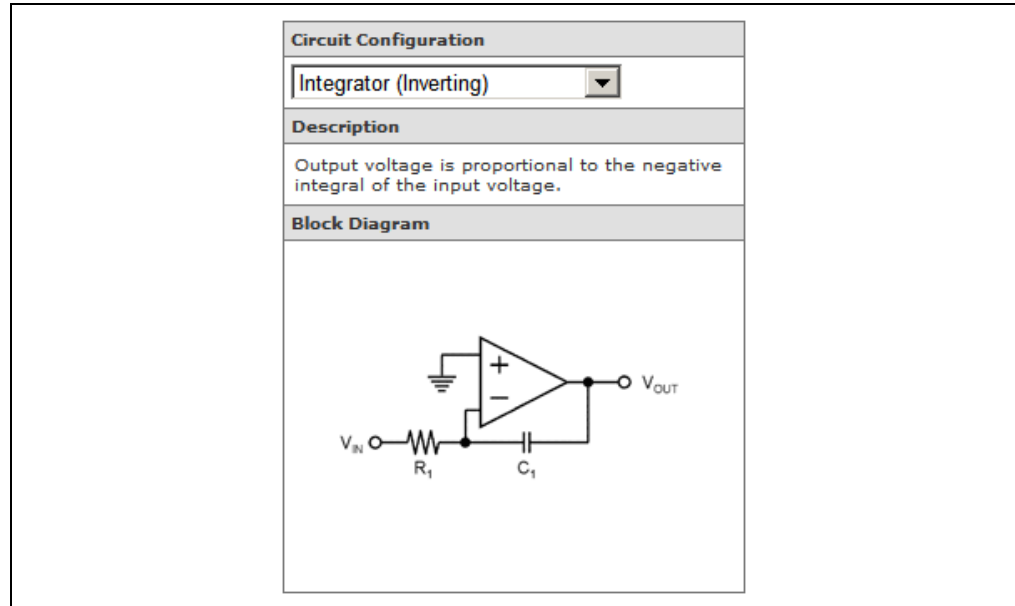 Circuit Configuration
Integrator (Inverting)
Description
Output voltage is proportional to the negative
integral of the input voltage.
Block Diagram
+
−
VOUT
VIN
R1
C1